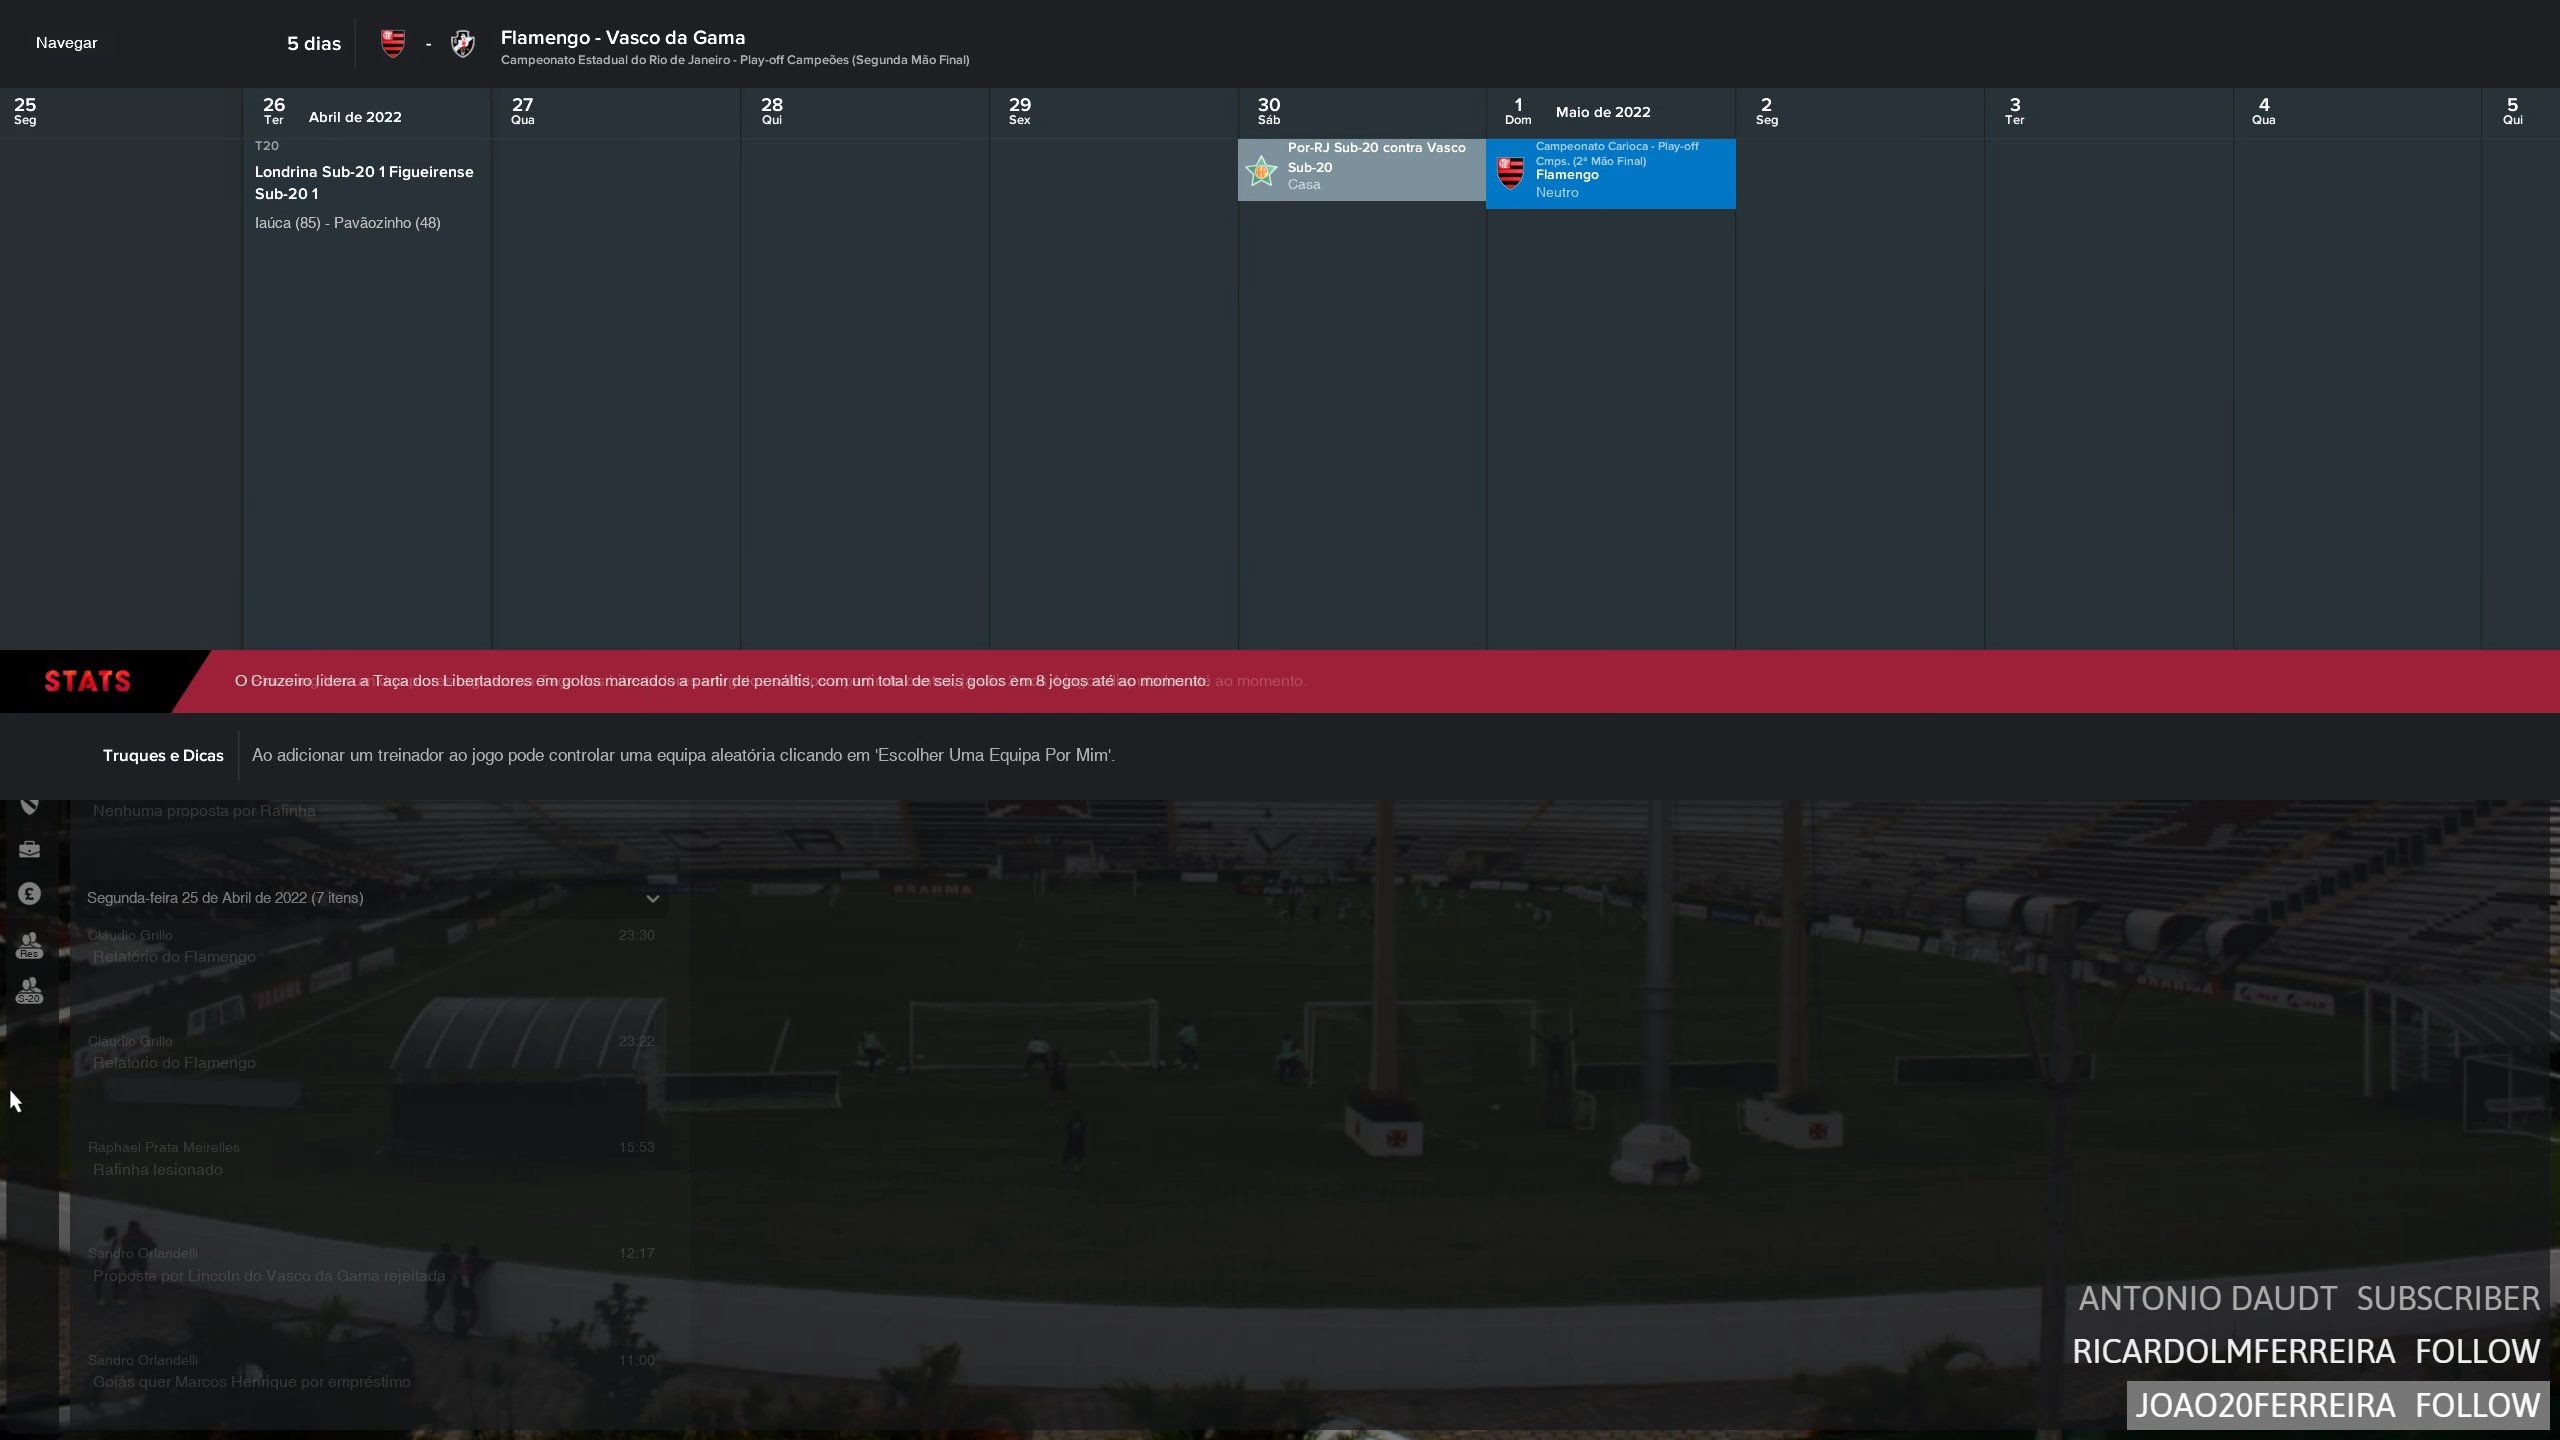 Navegar
5 dias
-
Flamengo - Vasco da Gama
Campeonato Estadual do Rio de Janeiro - Play-off Campeões (Segunda Mão Final)
25
Seg
26
Ter
Abril de 2022
27
Qua
28
Qui
29
Sex
30
Sáb
1
Dom
Maio de 2022
2
Seg
3
Ter
4
Qua
5
Qui
T20
Londrina Sub-20 1 Figueirense
Sub-20 1
Iaúca (85) - Pavãozinho (48)
Por-RJ Sub-20 contra Vasco
Sub-20
Casa
Campeonato Carioca - Play-off
Cmps. (2ª Mão Final)
Flamengo
Neutro
STATS
O Cruzeiro lidera a Taça dos Libertadores em golos marcados a partir de penáltis, com um total de seis golos em 8 jogos até ao momento.
até ao momento.
Truques e Dicas
Ao adicionar um treinador ao jogo pode controlar uma equipa aleatória clicando em 'Escolher Uma Equipa Por Mim'.
Nenhuma proposta por Rafinha
Segunda-feira 25 de Abril de 2022 (7 itens)
Cláudio Grillo 23:30
Relatório do Flamengo
Res
S-20
Cláudio Grillo 23:22
Relatório do Flamengo
Raphael Prata Meirelles 15:53
Rafinha lesionado
Sandro Orlandelli 12:17
Proposta por Lincoln do Vasco da Gama rejeitada
Sandro Orlandelli 11:00
Goiás quer Marcos Henrique por empréstimo
BRAHMA
BRAHMA
ANTONIO DAUDT SUBSCRIBER
RICARDOLMFERREIRA FOLLOW
JOAO20FERREIRA FOLLOW